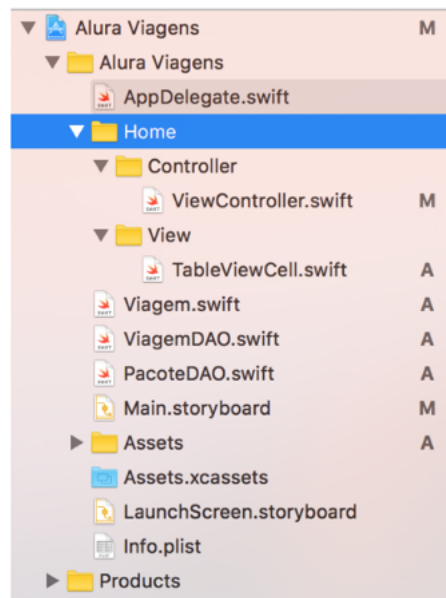 Alura Viagens M
Alura Viagens
AppDelegate.swift
Home
Controller
ViewController.swift M
View
TableViewCell.swift A
Viagem.swift A
ViagemDAO.swift A
PacoteDAO.swift A
Main.storyboard M
Assets A
Assets.xcassets
LaunchScreen.storyboard
Info.plist
Products